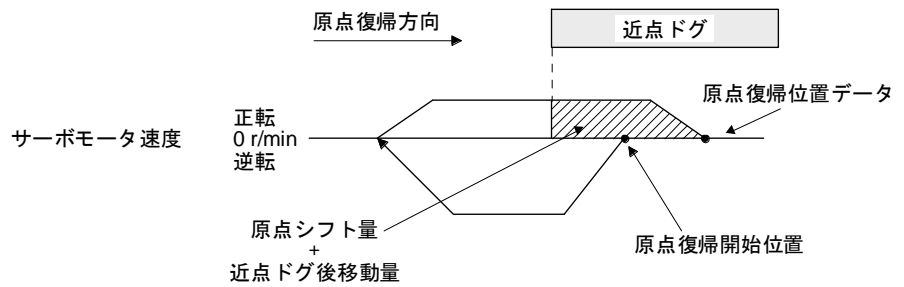 原点復帰方向
近点ドグ
原点復帰位置データ
サーボモータ速度
正転
0 r/min
逆転
原点シフト量
+
近点ドグ後移動量
原点復帰開始位置